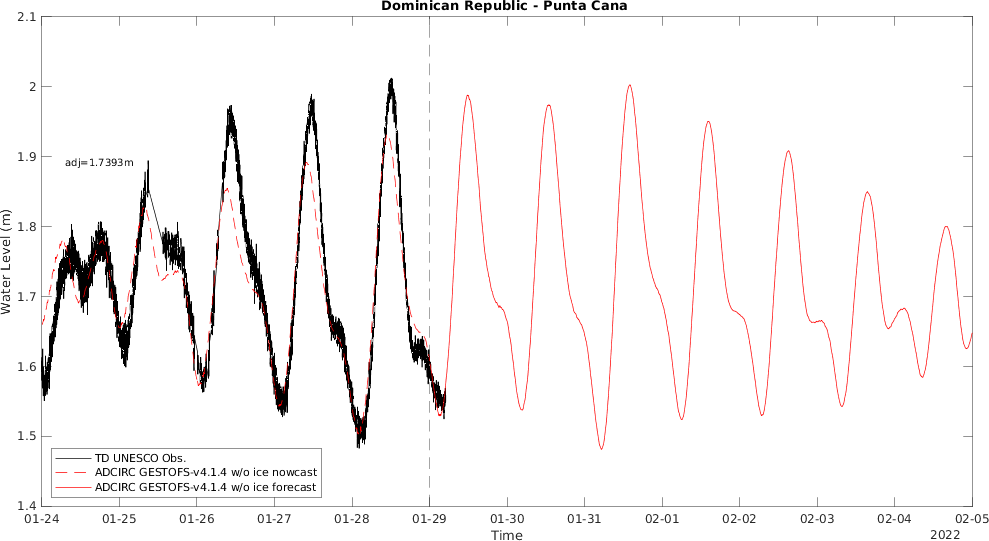 Dominican Republic - Punta Cana
2.1
2
1.9
1.8
1.7
1.6
1.5
1.4
Water Level (m)
adj=1.7393m
TD UNESCO Obs.
ADCIRC GESTOFS-v4.1.4 w/o ice nowcast
ADCIRC GESTOFS-v4.1.4 w/o ice forecast
01-24 01-25 01-26 01-27 01-28 01-29 01-30 01-31 02-01 02-02 02-03 02-04 02-05
Time
2022